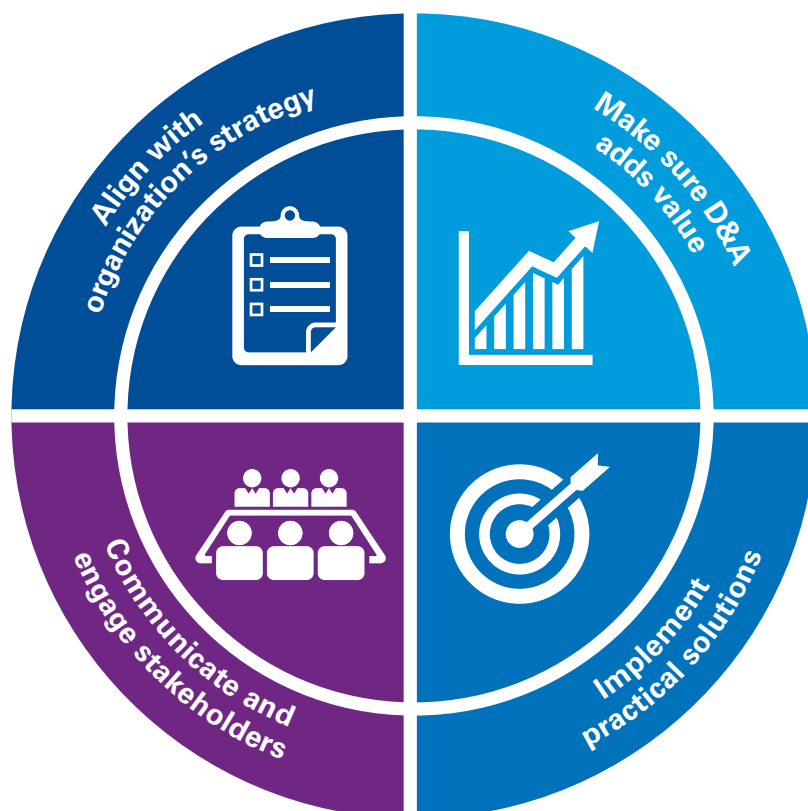 Align with
organization's strategy
Make sure D&A
adds value
Communicate and
engage stakeholders
Implement
practical solutions